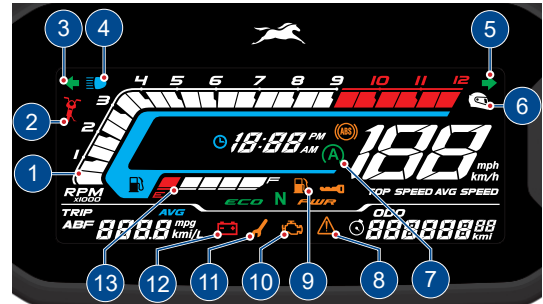 3 4 5
4 5 6 7 8 9 10 11 12
3
(ABS)
6
2
2
18:88 PM
AM
188
1
1
A
mph
km/h
RPM
x1000
E F
TOP SPEED AVG SPEED
ECO N PWR
TRIP AVG ODO
ABF 888.8 mpg
km/L
888888 88
kmi
13 12 11 10 9 8 7